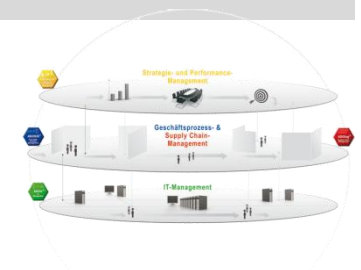 Strategie- und Performance-
Management
Geschäftsprozess- &
Supply Chain-
Management
IT-Management